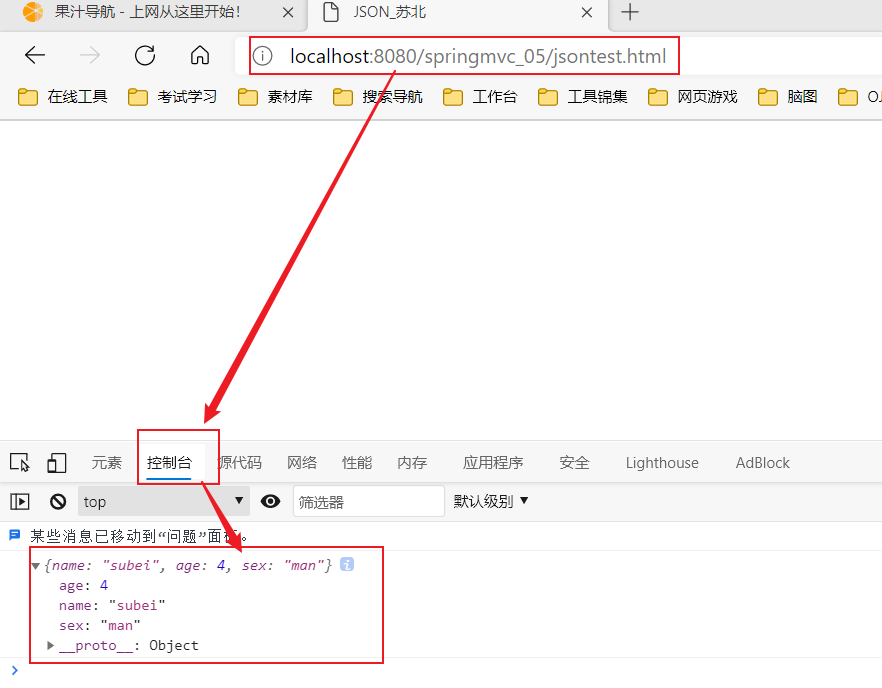 果汁导航 - 上网从这里开始!
JSON_苏北
localhost:8080/springmvc_05/jsontest.html
在线工具 考试学习 素材库 搜索导航 工作台 工具锦集 网页游戏 脑图 OJ
元素 控制台 源代码 网络 性能 内存 应用程序 安全 Lighthouse AdBlock
top 筛选器 默认级别
某些消息已移动到“问题”面板。
{name: "subei", age: 4, sex: "man"}
age: 4
name: "subei"
sex: "man"
__proto__: Object